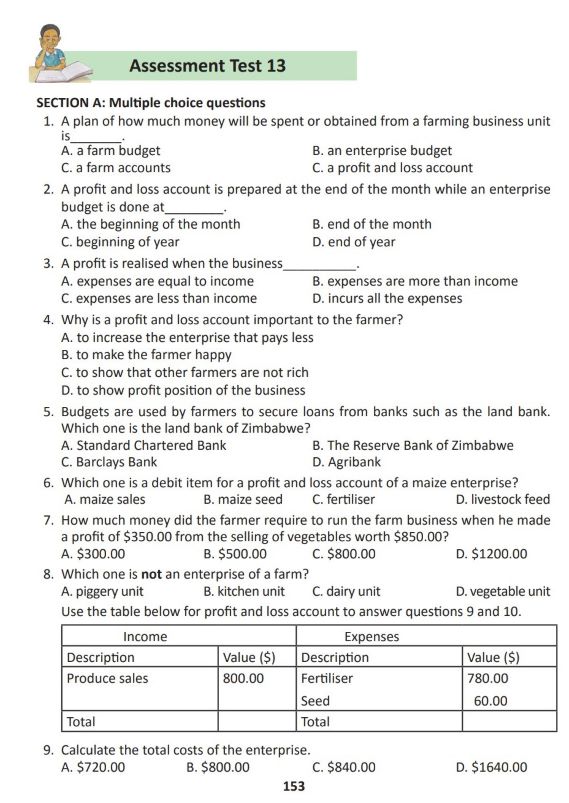 Assessment Test 13
SECTION A: Multiple choice questions
1. A plan of how much money will be spent or obtained from a farming business unit
is_______.
A. a farm budget B. an enterprise budget
C. a farm accounts C. a profit and loss account
2. A profit and loss account is prepared at the end of the month while an enterprise
budget is done at________.
A. the beginning of the month B. end of the month
C. beginning of year D. end of year
3. A profit is realised when the business__________.
A. expenses are equal to income B. expenses are more than income
C. expenses are less than income D. incurs all the expenses
4. Why is a profit and loss account important to the farmer?
A. to increase the enterprise that pays less
B. to make the farmer happy
C. to show that other farmers are not rich
D. to show profit position of the business
5. Budgets are used by farmers to secure loans from banks such as the land bank.
Which one is the land bank of Zimbabwe?
A. Standard Chartered Bank B. The Reserve Bank of Zimbabwe
C. Barclays Bank D. Agribank
6. Which one is a debit item for a profit and loss account of a maize enterprise?
A. maize sales B. maize seed C. fertiliser D. livestock feed
7. How much money did the farmer require to run the farm business when he made
a profit of $350.00 from the selling of vegetables worth $850.00?
A. $300.00 B. $500.00 C. $800.00 D. $1200.00
8. Which one is not an enterprise of a farm?
A. piggery unit B. kitchen unit C. dairy unit D. vegetable unit
Use the table below for profit and loss account to answer questions 9 and 10.
Income Expenses
Description Value ($) Description Value ($)
Produce sales 800.00 Fertiliser 780.00
Seed 60.00
Total Total
9. Calculate the total costs of the enterprise.
A. $720.00 B. $800.00 C. $840.00 D. $1640.00
153